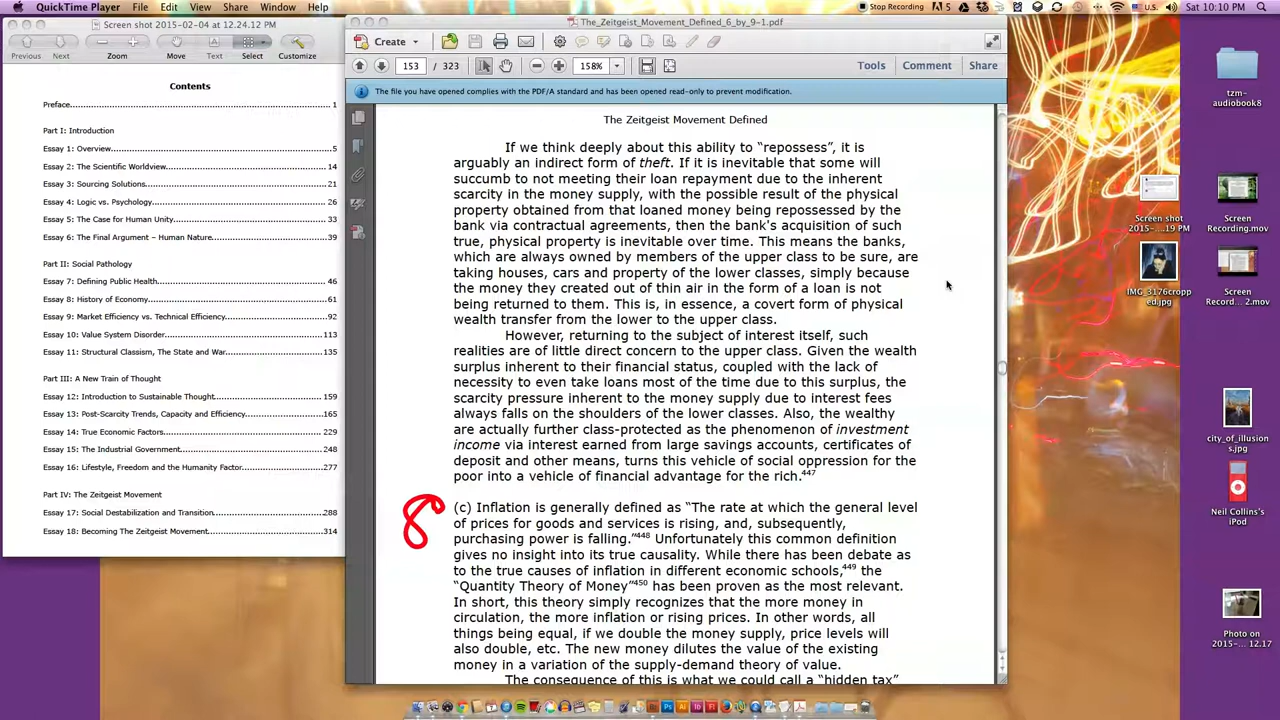 QuickTime Player File Edit View Share Window Help
Stop Recording
5
U.S.
Sat 10:10 PM
Screen shot 2015-02-04 at 12.24.12 PM
Previous Next Zoom Move Text Select Customize
Contents
Preface 1
Part I: Introduction
Essay 1: Overview 5
Essay 2: The Scientific Worldview 14
Essay 3: Sourcing Solutions 21
Essay 4: Logic vs. Psychology 26
Essay 5: The Case for Human Unity 33
Essay 6: The Final Argument – Human Nature 39
Part II: Social Pathology
Essay 7: Defining Public Health 46
Essay 8: History of Economy 61
Essay 9: Market Efficiency vs. Technical Efficiency 92
Essay 10: Value System Disorder 113
Essay 11: Structural Classism, The State and War 135
Part III: A New Train of Thought
Essay 12: Introduction to Sustainable Thought 159
Essay 13: Post-Scarcity Trends, Capacity and Efficiency 165
Essay 14: True Economic Factors 229
Essay 15: The Industrial Government 248
Essay 16: Lifestyle, Freedom and the Humanity Factor 277
Part IV: The Zeitgeist Movement
Essay 17: Social Destabilization and Transition 288
Essay 18: Becoming The Zeitgeist Movement 314
The_Zeitgeist_Movement_Defined_6_by_9–1.pdf
Create
153 / 323
158%
Tools Comment Share
The file you have opened complies with the PDF/A standard and has been opened read-only to prevent modification.
The Zeitgeist Movement Defined
If we think deeply about this ability to “repossess”, it is
arguably an indirect form of theft. If it is inevitable that some will
succumb to not meeting their loan repayment due to the inherent
scarcity in the money supply, with the possible result of the physical
property obtained from that loaned money being repossessed by the
bank via contractual agreements, then the bank's acquisition of such
true, physical property is inevitable over time. This means the banks,
which are always owned by members of the upper class to be sure, are
taking houses, cars and property of the lower classes, simply because
the money they created out of thin air in the form of a loan is not
being returned to them. This is, in essence, a covert form of physical
wealth transfer from the lower to the upper class.
However, returning to the subject of interest itself, such
realities are of little direct concern to the upper class. Given the wealth
surplus inherent to their financial status, coupled with the lack of
necessity to even take loans most of the time due to this surplus, the
scarcity pressure inherent to the money supply due to interest fees
always falls on the shoulders of the lower classes. Also, the wealthy
are actually further class-protected as the phenomenon of investment
income via interest earned from large savings accounts, certificates of
deposit and other means, turns this vehicle of social oppression for the
poor into a vehicle of financial advantage for the rich.447
8
(c) Inflation is generally defined as “The rate at which the general level
of prices for goods and services is rising, and, subsequently,
purchasing power is falling.”448 Unfortunately this common definition
gives no insight into its true causality. While there has been debate as
to the true causes of inflation in different economic schools,449 the
“Quantity Theory of Money”450 has been proven as the most relevant.
In short, this theory simply recognizes that the more money in
circulation, the more inflation or rising prices. In other words, all
things being equal, if we double the money supply, price levels will
also double, etc. The new money dilutes the value of the existing
money in a variation of the supply-demand theory of value.
The consequence of this is what we could call a “hidden tax”
tzm-
audiobook8
Screen shot
2015-...19 PM
Screen
Recording.mov
IMG_3176cropp
ed.jpg
Screen
Record...2.mov
city_of_illusion
s.jpg
Neil Collins's
iPod
Photo on
2015-...12.17